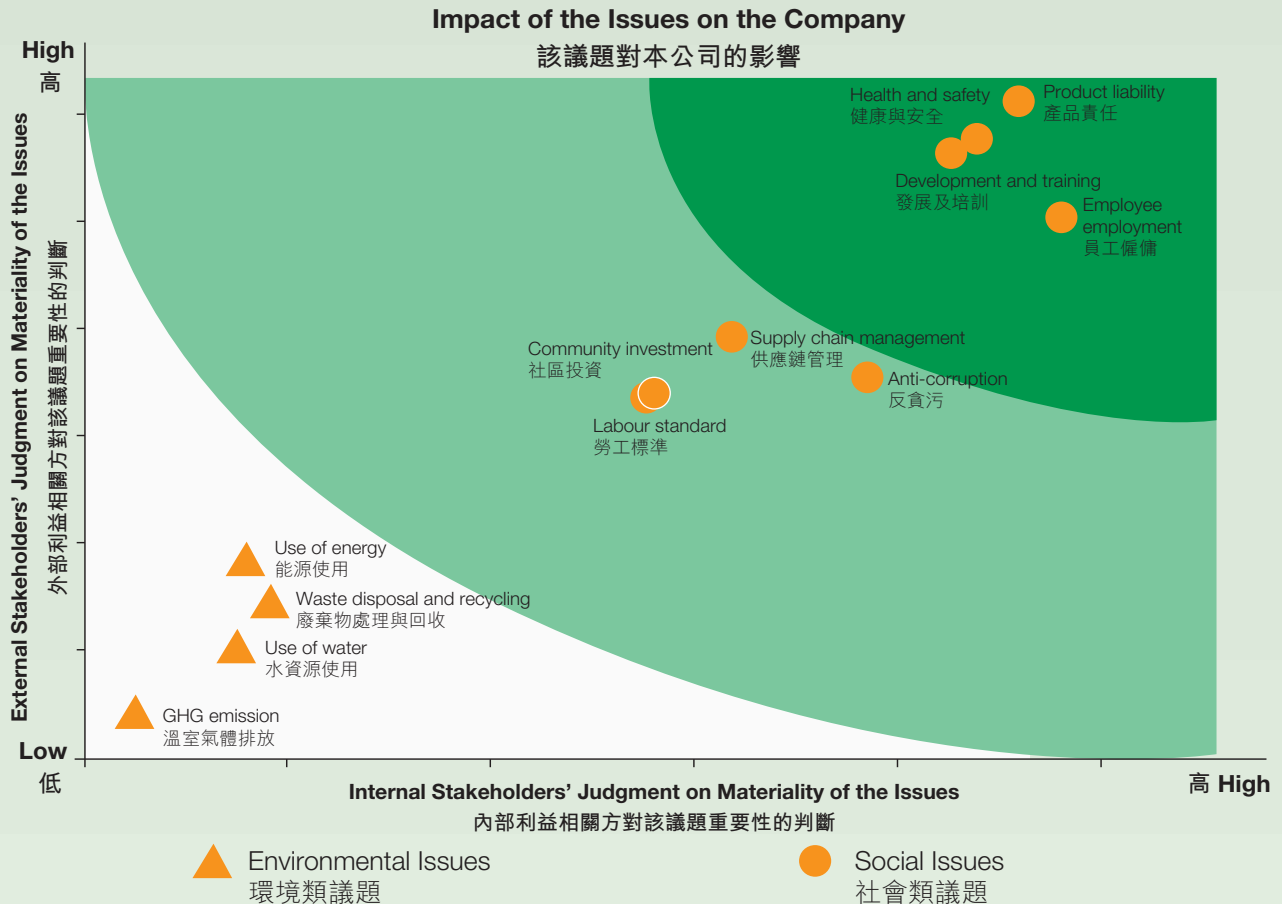 Impact of the Issues on the Company
該議題對本公司的影響
High
高
External Stakeholders’ Judgment on Materiality of the Issues
外部利益相關方對該議題重要性的判斷
Health and safety
健康與安全
Product liability
產品責任
Development and training
發展及培訓
Employee
employment
員工僱傭
Supply chain management
供應鏈管理
Community investment
社區投資
Anti-corruption
反貪污
Labour standard
勞工標準
Use of energy
能源使用
Waste disposal and recycling
廢棄物處理與回收
Use of water
水資源使用
GHG emission
溫室氣體排放
Low
低
高 High
Internal Stakeholders’ Judgment on Materiality of the Issues
內部利益相關方對該議題重要性的判斷
Environmental Issues
環境類議題
Social Issues
社會類議題